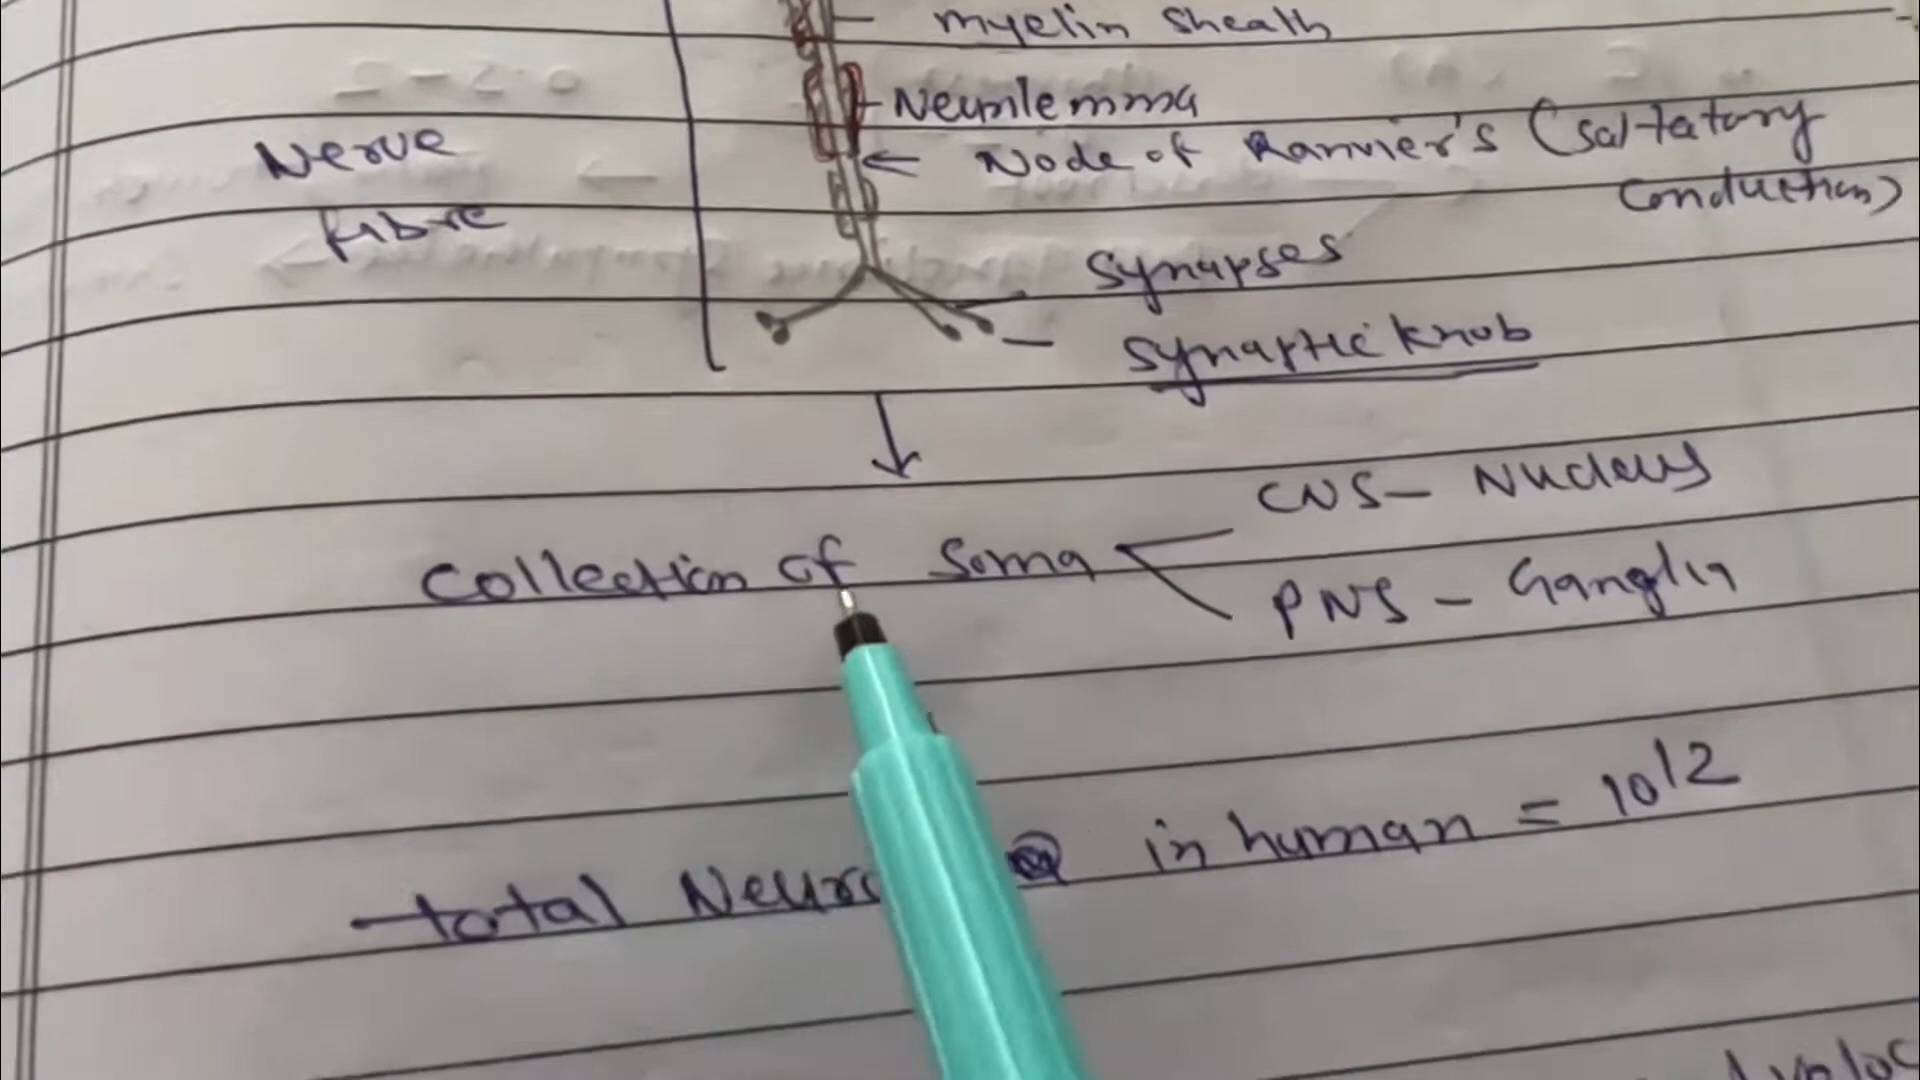 myelin sheath
Neurilemma
Node of Ranvier's (saltatory
conduction)
Nerve
fibre
Synapses
Synaptic knob
Collection of Soma
CNS - Nucleus
PNS - Ganglia
total in human = 10^12